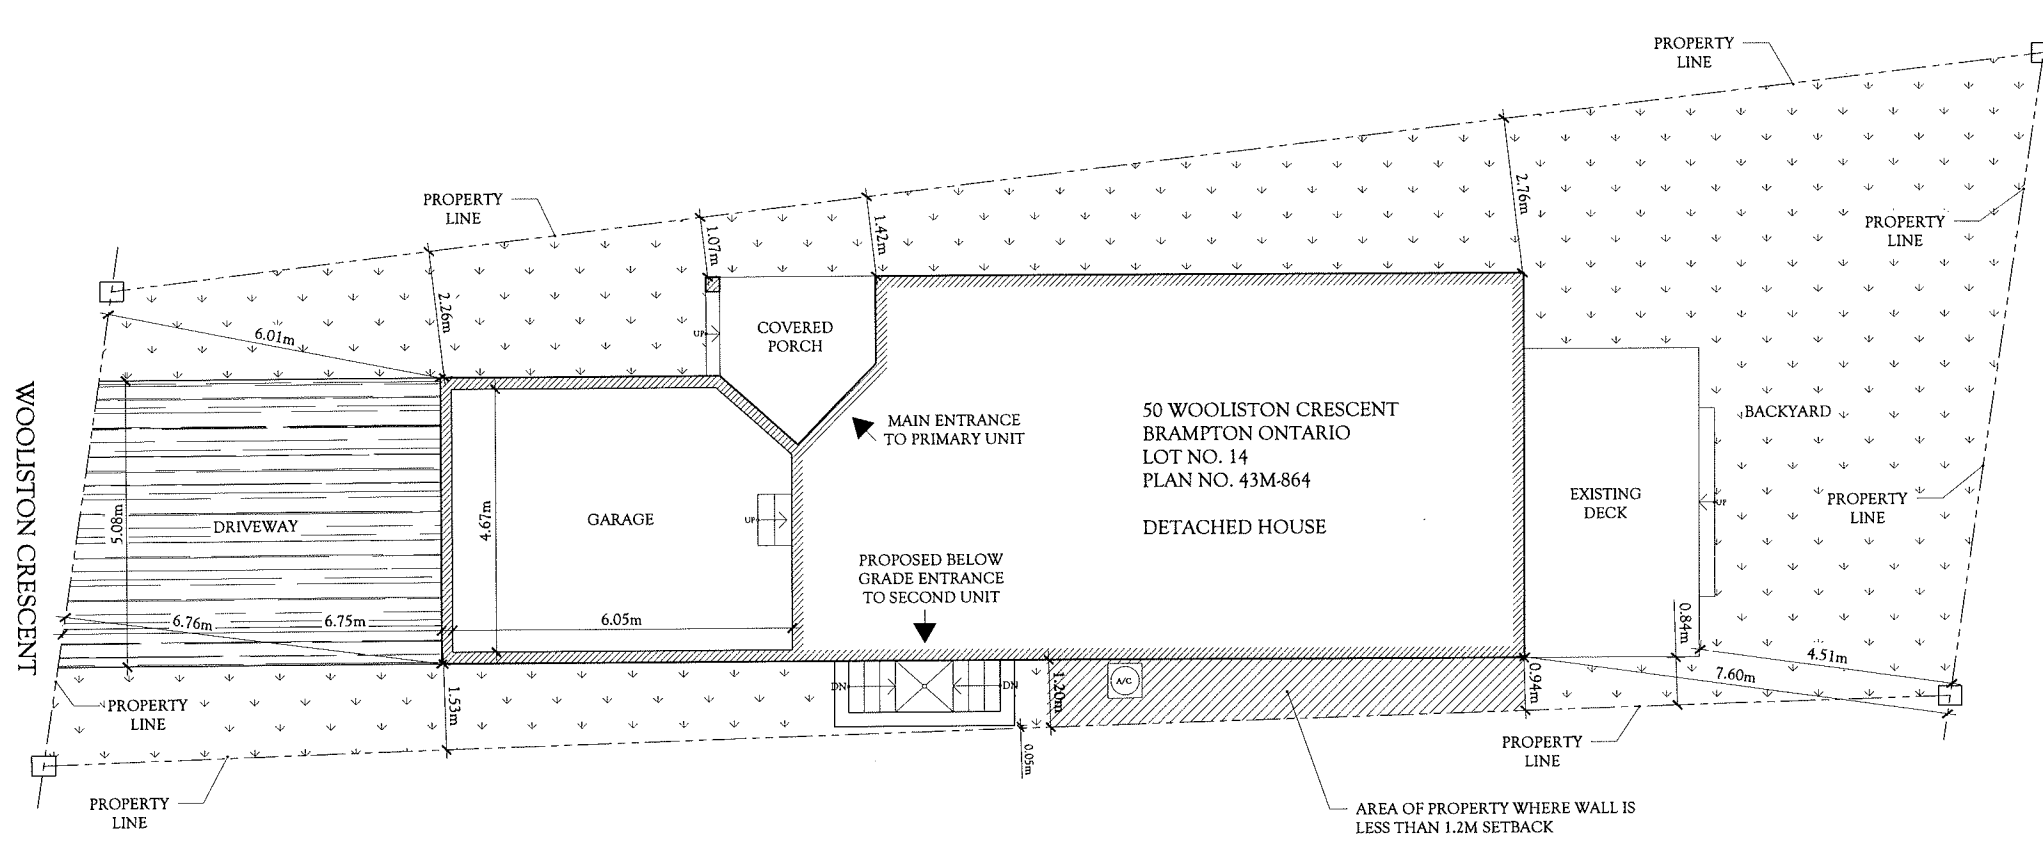 PROPERTY
LINE
PROPERTY
LINE
2.76m
PROPERTY
LINE
1.07m
1.42m
2.26m
6.01m
UP
COVERED
PORCH
WOOLISTON CRESCENT
MAIN ENTRANCE
TO PRIMARY UNIT
50 WOOLISTON CRESCENT
BRAMPTON ONTARIO
LOT NO. 14
PLAN NO. 43M-864
DETACHED HOUSE
BACKYARD
EXISTING
DECK
UP
PROPERTY
LINE
5.08m
DRIVEWAY
4.67m
GARAGE
UP
PROPOSED BELOW
GRADE ENTRANCE
TO SECOND UNIT
6.76m
6.75m
6.05m
0.84m
4.51m
7.60m
DN
DN
1.20m
A/C
0.94m
1.53m
PROPERTY
LINE
0.05m
PROPERTY
LINE
PROPERTY
LINE
AREA OF PROPERTY WHERE WALL IS
LESS THAN 1.2M SETBACK